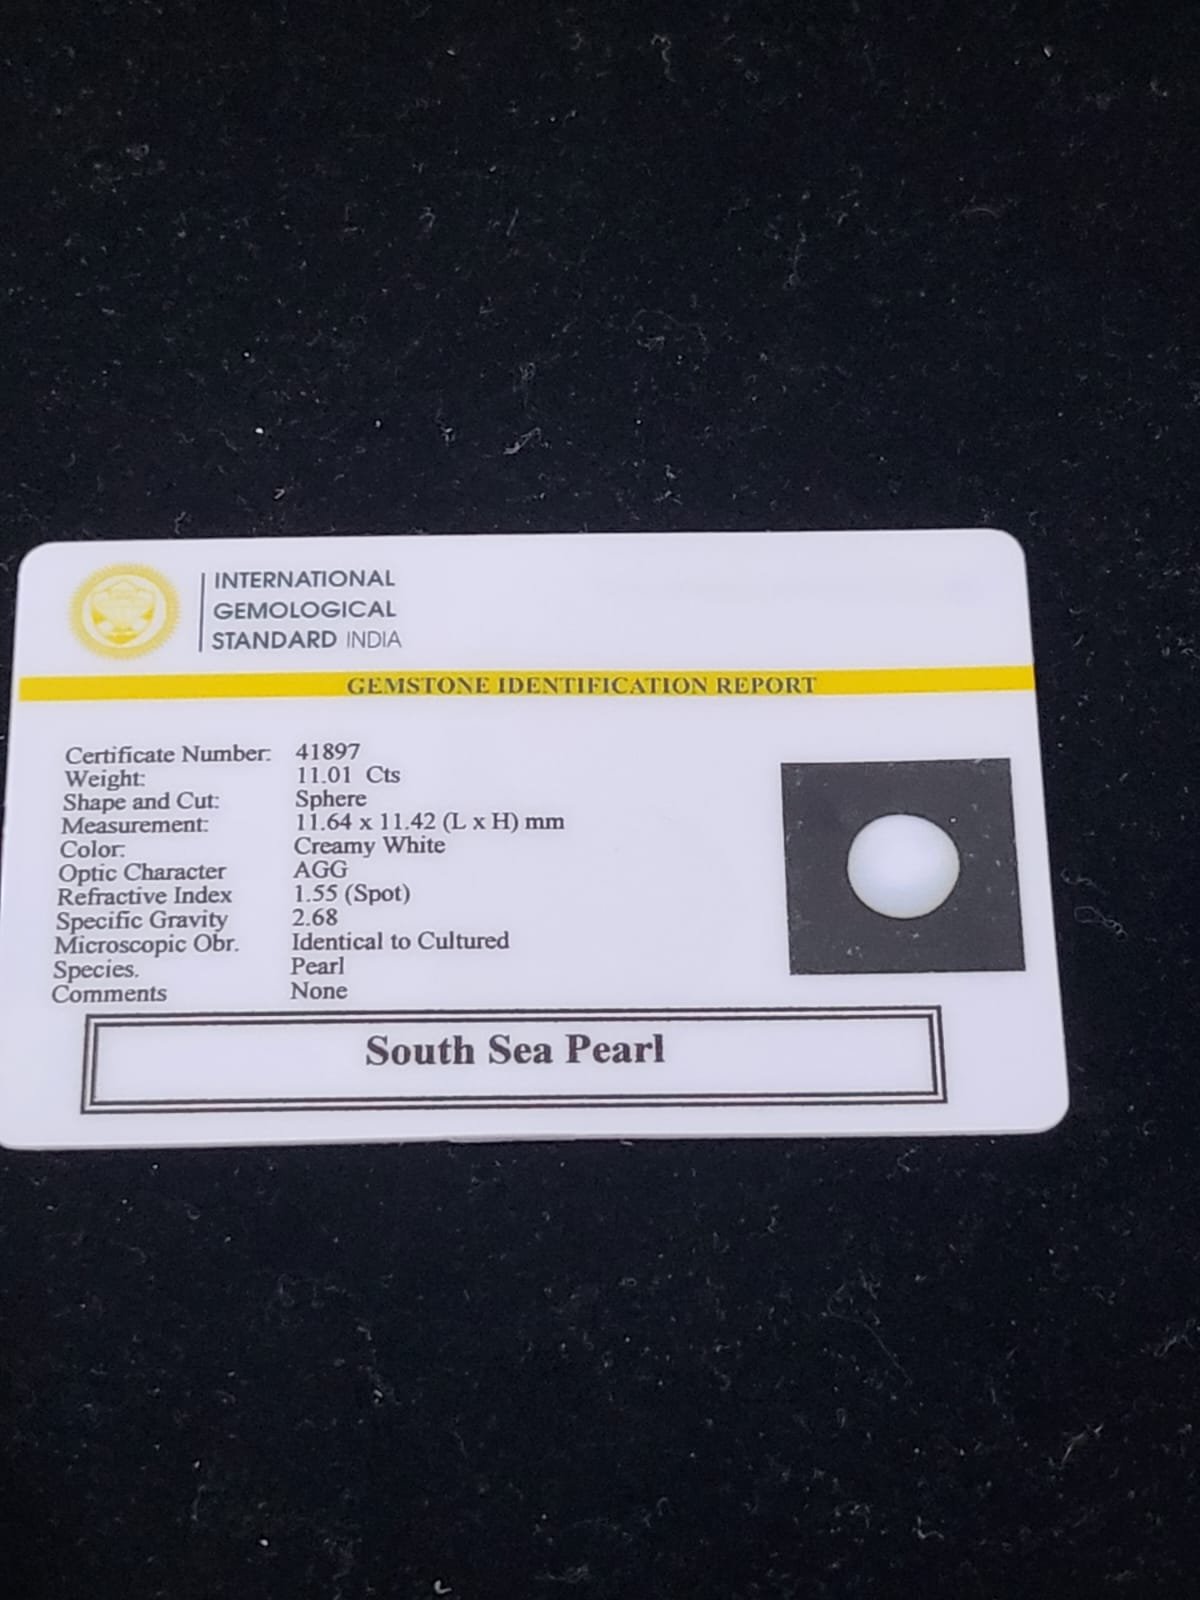 INTERNATIONAL
GEMOLOGICAL
STANDARD INDIA
GEMSTONE IDENTIFICATION REPORT
Certificate Number: 41897
Weight: 11.01 Cts
Shape and Cut: Sphere
Measurement: 11.64 x 11.42 (L x H) mm
Color: Creamy White
Optic Character AGG
Refractive Index 1.55 (Spot)
Specific Gravity 2.68
Microscopic Obr. Identical to Cultured
Species. Pearl
Comments None
South Sea Pearl